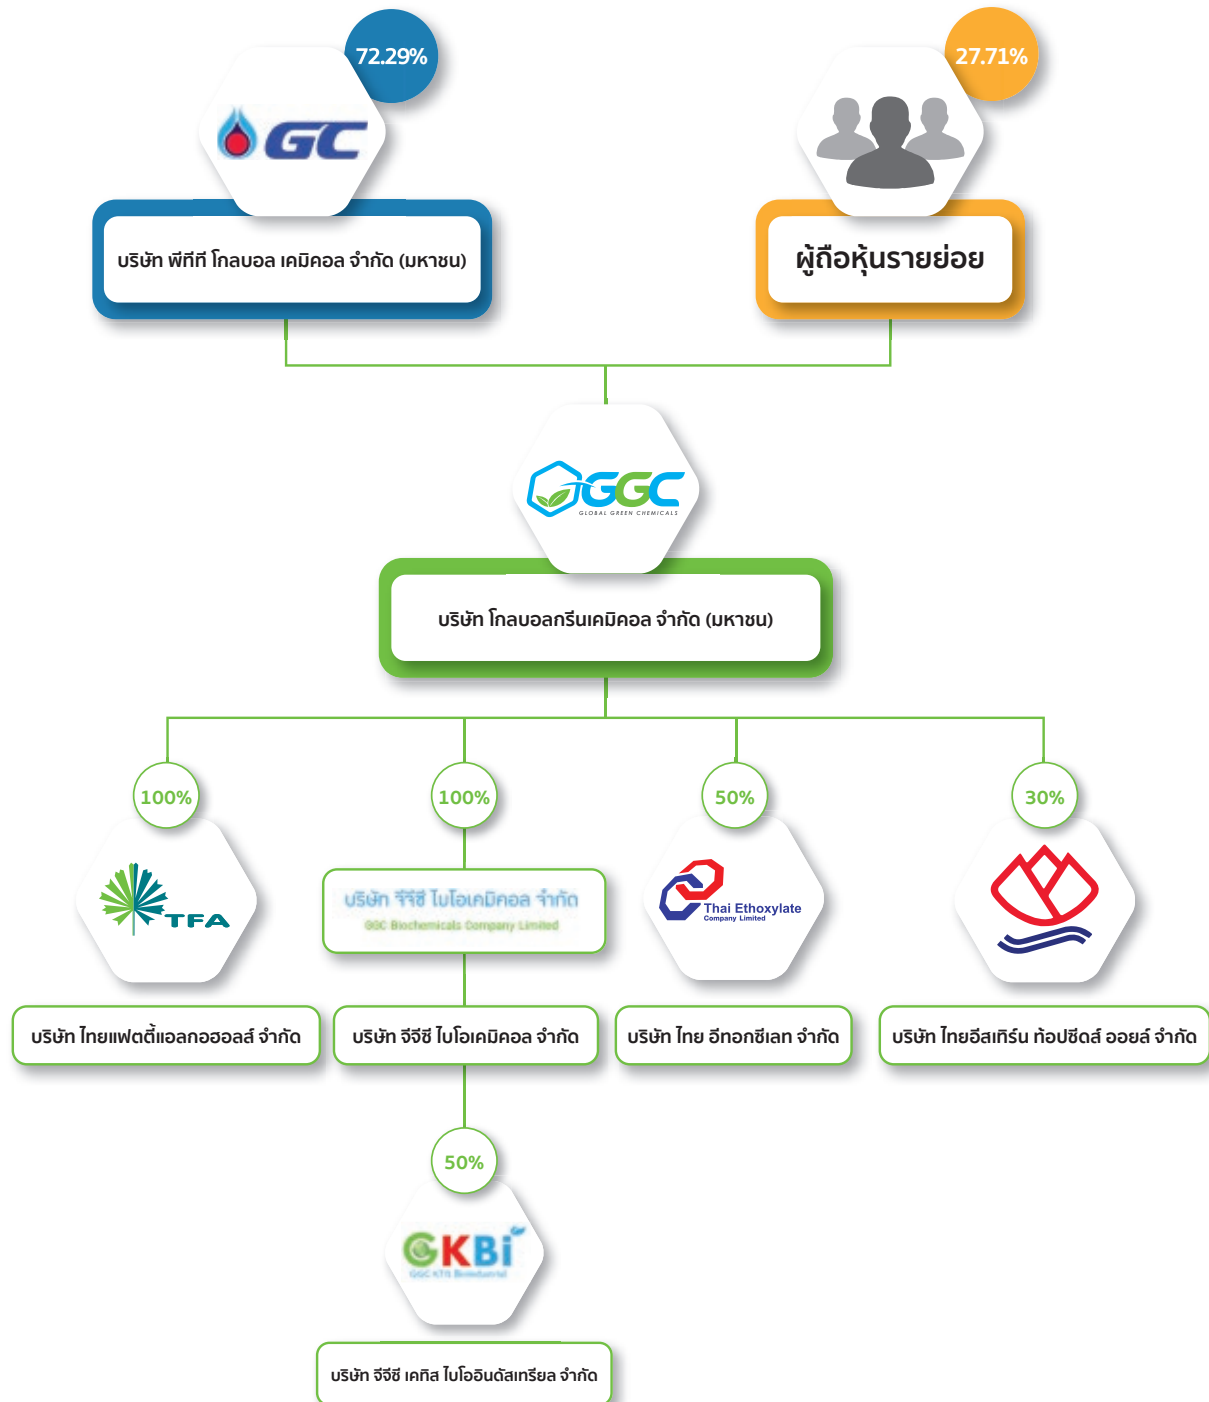 72.29%
27.71%
GC
บริษัท พีทีที โกลบอล เคมิคอล จำกัด (มหาชน)
ผู้ถือหุ้นรายย่อย
GGC
GLOBAL GREEN CHEMICALS
บริษัท โกลบอลกรีนเคมิคอล จำกัด (มหาชน)
100%
100%
50%
30%
TFA
บริษัท จีจีซี ไบโอเคมิคอล จำกัด
GGC Biochemicals Company Limited
Thai Ethoxylate
Company Limited
บริษัท ไทยแฟตตี้แอลกอฮอลส์ จำกัด
บริษัท จีจีซี ไบโอเคมิคอล จำกัด
บริษัท ไทย อีทอกซีเลท จำกัด
บริษัท ไทยอีสเทิร์น ท้อปซีดส์ ออยล์ จำกัด
50%
GKBi
GGC KTIS Bioindustrial
บริษัท จีจีซี เคทิส ไบโออินดัสเทรียล จำกัด